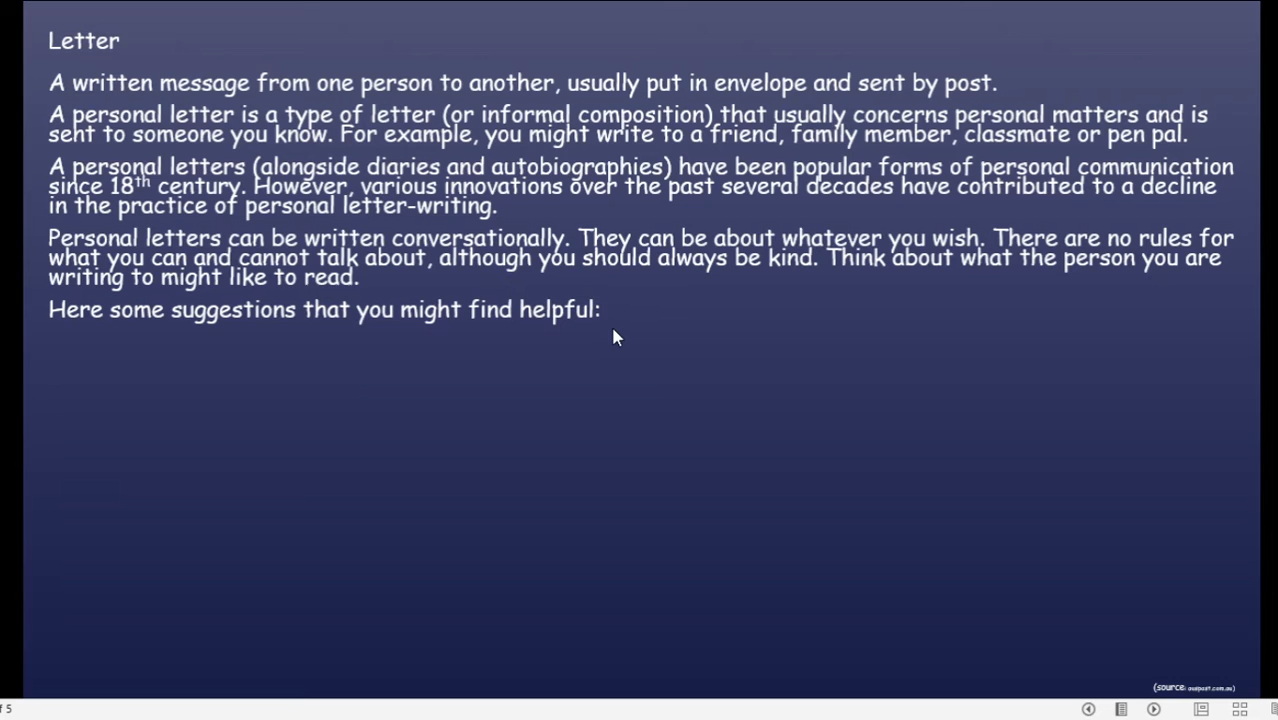 Letter
A written message from one person to another, usually put in envelope and sent by post.
A personal letter is a type of letter (or informal composition) that usually concerns personal matters and is
sent to someone you know. For example, you might write to a friend, family member, classmate or pen pal.
A personal letters (alongside diaries and autobiographies) have been popular forms of personal communication
since 18th century. However, various innovations over the past several decades have contributed to a decline
in the practice of personal letter-writing.
Personal letters can be written conversationally. They can be about whatever you wish. There are no rules for
what you can and cannot talk about, although you should always be kind. Think about what the person you are
writing to might like to read.
Here some suggestions that you might find helpful:
(source: auspost.com.au)
of 5